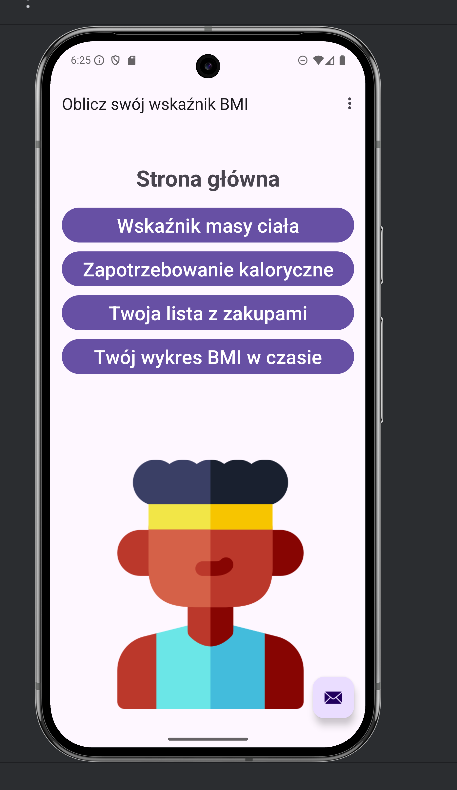 6:25
Oblicz swój wskaźnik BMI
Strona główna
Wskaźnik masy ciała
Zapotrzebowanie kaloryczne
Twoja lista z zakupami
Twój wykres BMI w czasie